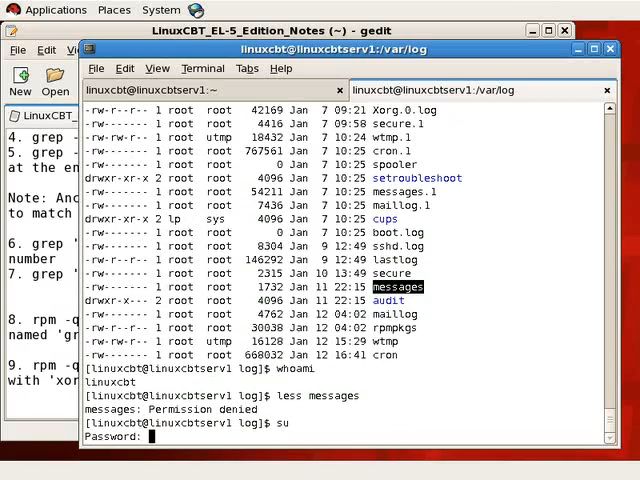 Applications Places System
LinuxCBT_EL-5_Edition_Notes (~) - gedit
File Edit
New Open
LinuxCBT_
4. grep -
5. grep -
at the en
Note: Anc
to match
6. grep '
number
7. grep '
8. rpm -q
named 'gr
9. rpm -q
with 'xor
linuxcbt@linuxcbtserv1:/var/log
File Edit View Terminal Tabs Help
linuxcbt@linuxcbtserv1:~ linuxcbt@linuxcbtserv1:/var/log
-rw-r--r-- 1 root root 42169 Jan 7 09:21 Xorg.0.log
-rw------- 1 root root 4416 Jan 7 09:58 secure.1
-rw-rw-r-- 1 root utmp 18432 Jan 7 10:24 wtmp.1
-rw------- 1 root root 767561 Jan 7 10:25 cron.1
-rw------- 1 root root 0 Jan 7 10:25 spooler
drwxr-xr-x 2 root root 4096 Jan 7 10:25 setroubleshoot
-rw------- 1 root root 54211 Jan 7 10:25 messages.1
-rw------- 1 root root 7436 Jan 7 10:25 maillog.1
drwxr-xr-x 2 lp sys 4096 Jan 7 10:25 cups
-rw------- 1 root root 0 Jan 7 10:25 boot.log
-rw------- 1 root root 8304 Jan 9 12:49 sshd.log
-rw-r--r-- 1 root root 146292 Jan 9 12:49 lastlog
-rw------- 1 root root 2315 Jan 10 13:49 secure
-rw------- 1 root root 1732 Jan 11 22:15 messages
drwxr-x--- 2 root root 4096 Jan 11 22:15 audit
-rw------- 1 root root 4762 Jan 12 04:02 maillog
-rw-r--r-- 1 root root 30038 Jan 12 04:02 rpmpkgs
-rw-rw-r-- 1 root utmp 16128 Jan 12 15:29 wtmp
-rw------- 1 root root 668032 Jan 12 16:41 cron
[linuxcbt@linuxcbtserv1 log]$ whoami
linuxcbt
[linuxcbt@linuxcbtserv1 log]$ less messages
messages: Permission denied
[linuxcbt@linuxcbtserv1 log]$ su
Password: